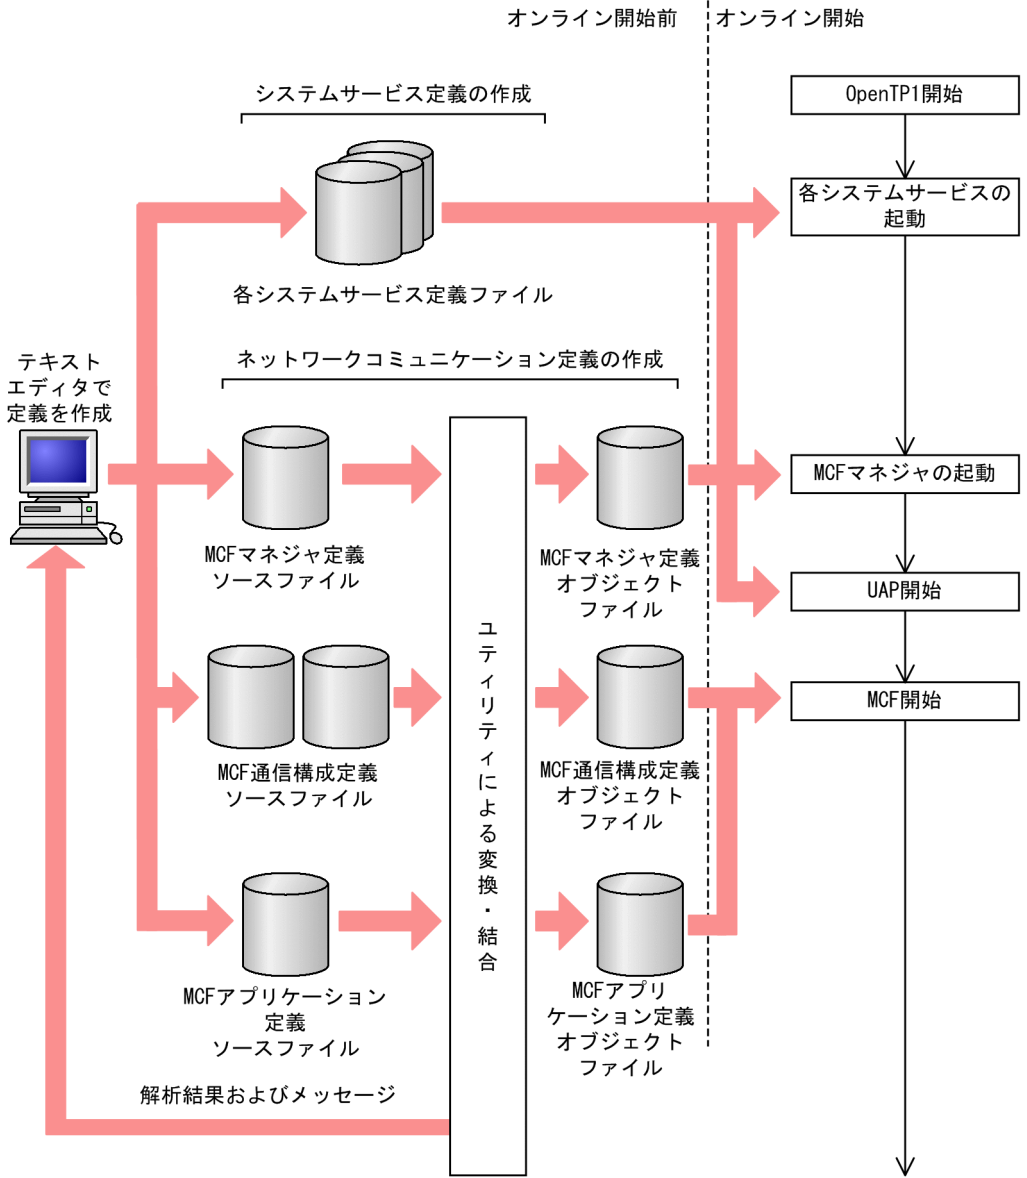 オンライン開始前
オンライン開始
システムサービス定義の作成
OpenTP1開始
各システムサービスの
起動
各システムサービス定義ファイル
ネットワークコミュニケーション定義の作成
テキスト
エディタで
定義を作成
MCFマネジャの起動
MCFマネジャ定義
ソースファイル
MCFマネジャ定義
オブジェクト
ファイル
UAP開始
ユティリティによる変換・結合
MCF開始
MCF通信構成定義
ソースファイル
MCF通信構成定義
オブジェクト
ファイル
MCFアプリケーション
定義
ソースファイル
MCFアプリ
ケーション定義
オブジェクト
ファイル
解析結果およびメッセージ